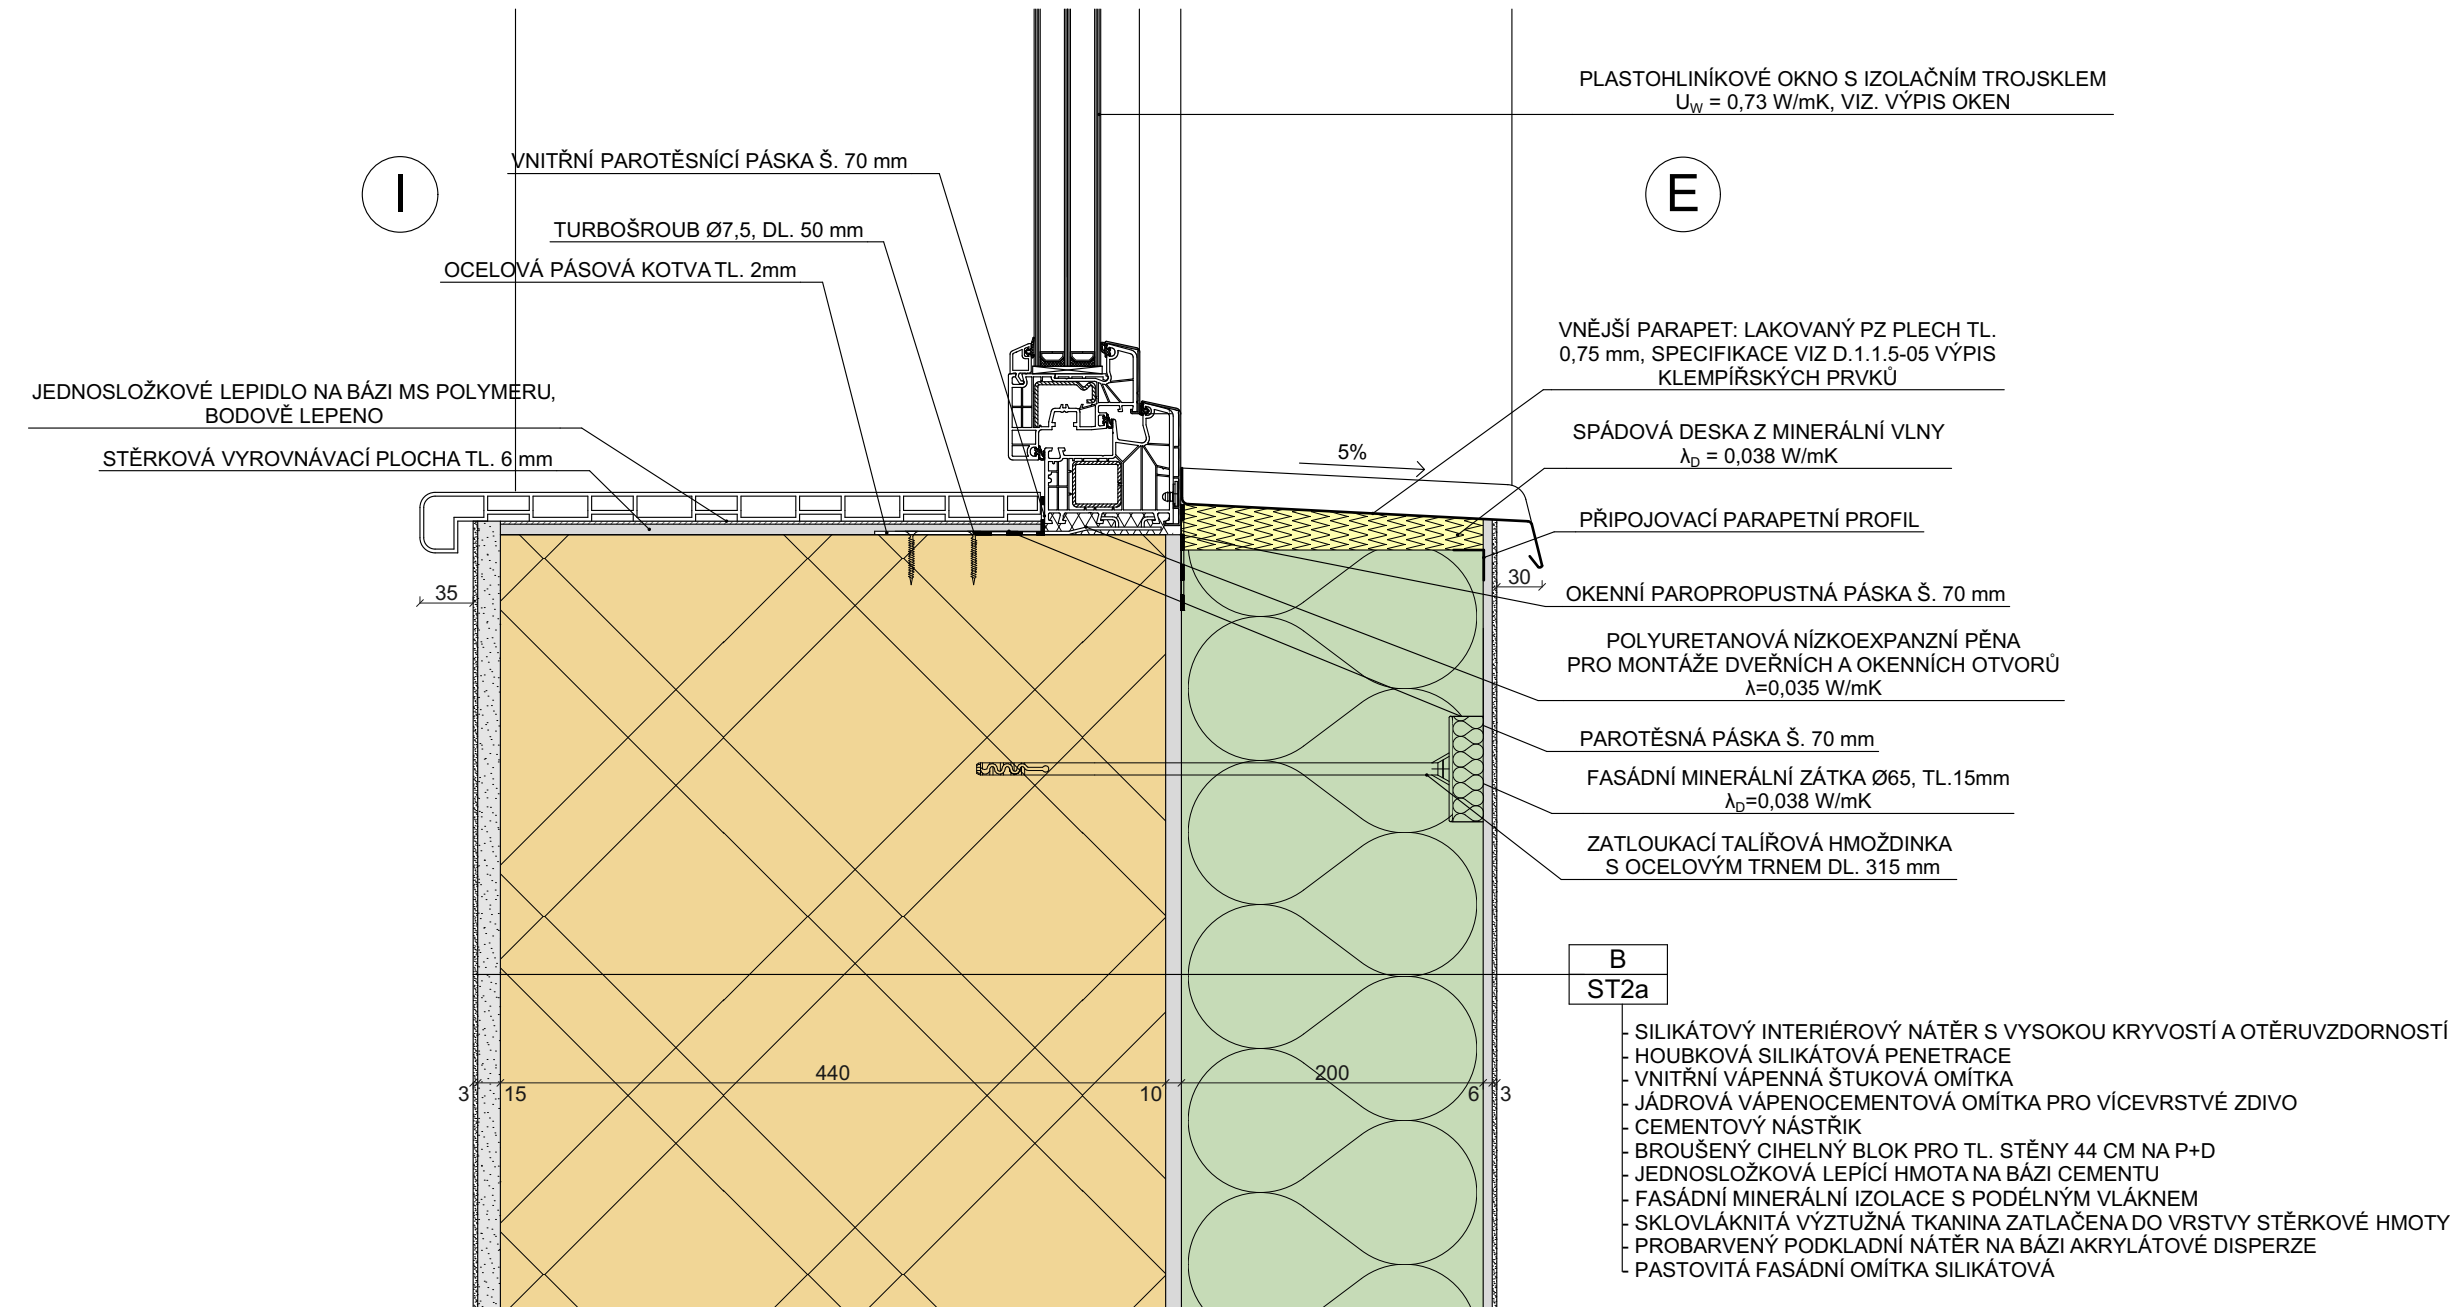 PLASTOHLINÍKOVÉ OKNO S IZOLAČNÍM TROJSKLEM
UW = 0,73 W/mK, VIZ. VÝPIS OKEN
I
E
VNITŘNÍ PAROTĚSNÍCÍ PÁSKA Š. 70 mm
TURBOŠROUB Ø7,5, DL. 50 mm
OCELOVÁ PÁSOVÁ KOTVA TL. 2mm
JEDNOSLOŽKOVÉ LEPIDLO NA BÁZI MS POLYMERU,
BODOVĚ LEPENO
STĚRKOVÁ VYROVNÁVACÍ PLOCHA TL. 6 mm
VNĚJŠÍ PARAPET: LAKOVANÝ PZ PLECH TL.
0,75 mm, SPECIFIKACE VIZ D.1.1.5-05 VÝPIS
KLEMPÍŘSKÝCH PRVKŮ
SPÁDOVÁ DESKA Z MINERÁLNÍ VLNY
λD = 0,038 W/mK
5%
PŘIPOJOVACÍ PARAPETNÍ PROFIL
35
30
OKENNÍ PAROPROPUSTNÁ PÁSKA Š. 70 mm
POLYURETANOVÁ NÍZKOEXPANZNÍ PĚNA
PRO MONTÁŽE DVEŘNÍCH A OKENNÍCH OTVORŮ
λ=0,035 W/mK
PAROTĚSNÁ PÁSKA Š. 70 mm
FASÁDNÍ MINERÁLNÍ ZÁTKA Ø65, TL.15mm
λD=0,038 W/mK
ZATLOUKACÍ TALÍŘOVÁ HMOŽDINKA
S OCELOVÝM TRNEM DL. 315 mm
B
ST2a
- SILIKÁTOVÝ INTERIÉROVÝ NÁTĚR S VYSOKOU KRYVOSTÍ A OTĚRUVZDORNOSTÍ
- HOUBKOVÁ SILIKÁTOVÁ PENETRACE
- VNITŘNÍ VÁPENNÁ ŠTUKOVÁ OMÍTKA
- JÁDROVÁ VÁPENOCEMENTOVÁ OMÍTKA PRO VÍCEVRSTVÉ ZDIVO
- CEMENTOVÝ NÁSTŘIK
- BROUŠENÝ CIHELNÝ BLOK PRO TL. STĚNY 44 CM NA P+D
- JEDNOSLOŽKOVÁ LEPÍCÍ HMOTA NA BÁZI CEMENTU
- FASÁDNÍ MINERÁLNÍ IZOLACE S PODÉLNÝM VLÁKNEM
- SKLOVLÁKNITÁ VÝZTUŽNÁ TKANINA ZATLAČENA DO VRSTVY STĚRKOVÉ HMOTY
- PROBARVENÝ PODKLADNÍ NÁTĚR NA BÁZI AKRYLÁTOVÉ DISPERZE
- PASTOVITÁ FASÁDNÍ OMÍTKA SILIKÁTOVÁ
3 15 440 10 200 6 3